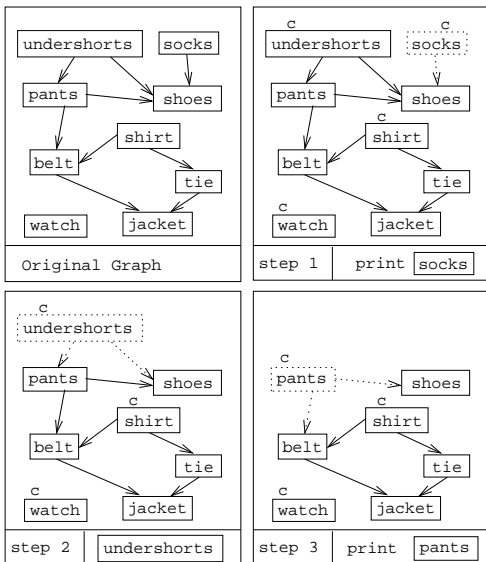 undershorts socks
pants shoes
shirt
belt
tie
watch jacket
Original Graph
c c
undershorts socks
pants shoes
c
shirt
belt
tie
c
watch jacket
step 1 print socks
c
undershorts
pants shoes
c
shirt
belt
tie
c
watch jacket
step 2 undershorts
c
pants shoes
c
shirt
belt
tie
c
watch jacket
step 3 print pants